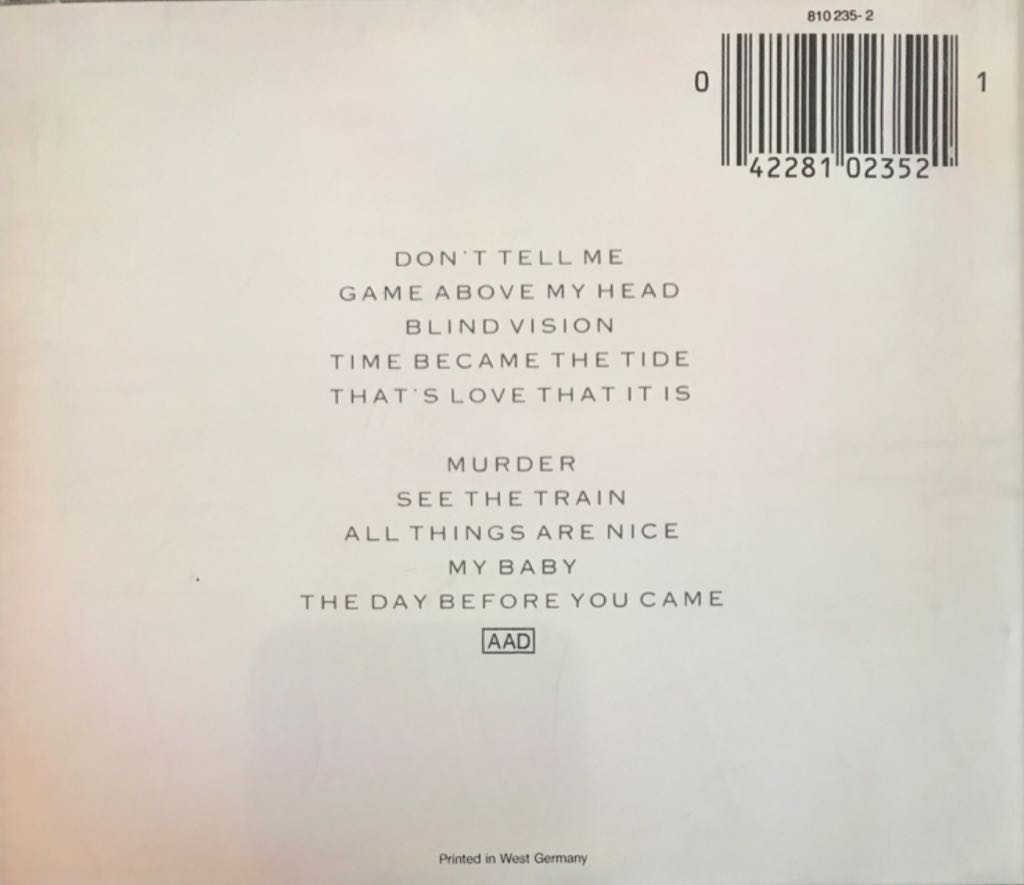 810 235-2
0 42281 02352 1
DON'T TELL ME
GAME ABOVE MY HEAD
BLIND VISION
TIME BECAME THE TIDE
THAT'S LOVE THAT IT IS
MURDER
SEE THE TRAIN
ALL THINGS ARE NICE
MY BABY
THE DAY BEFORE YOU CAME
AAD
Printed in West Germany